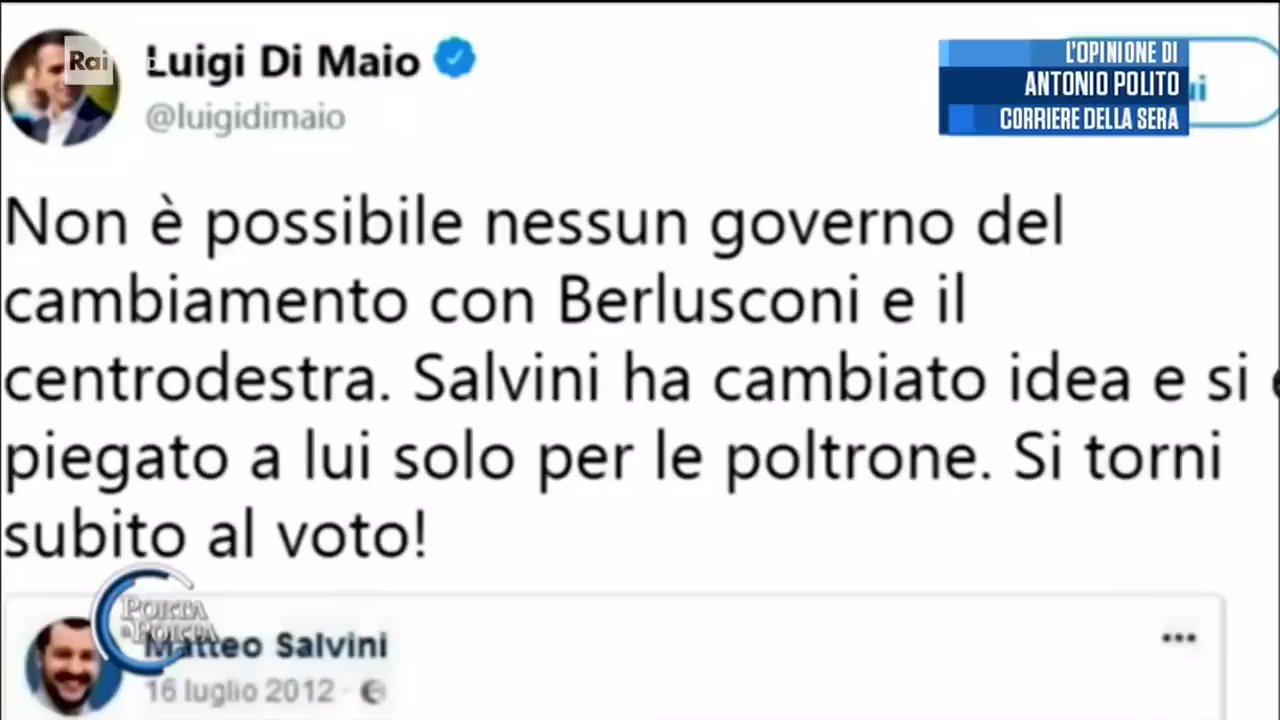 Rai
Luigi Di Maio
@luigidimaio
L'OPINIONE DI
ANTONIO POLITO
CORRIERE DELLA SERA
Non è possibile nessun governo del
cambiamento con Berlusconi e il
centrodestra. Salvini ha cambiato idea e si
piegato a lui solo per le poltrone. Si torni
subito al voto!
PORTA
a PORTA
Matteo Salvini
16 luglio 2012